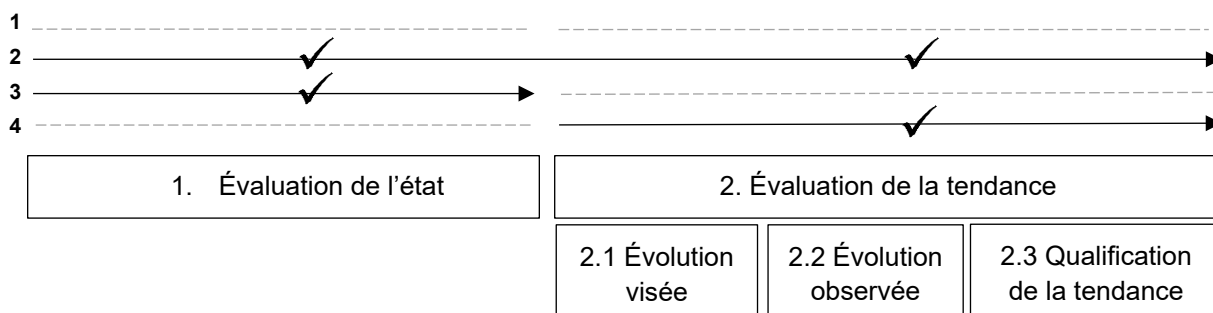 1
2
3
4
1. Évaluation de l’état
2. Évaluation de la tendance
2.1 Évolution
visée
2.2 Évolution
observée
2.3 Qualification
de la tendance